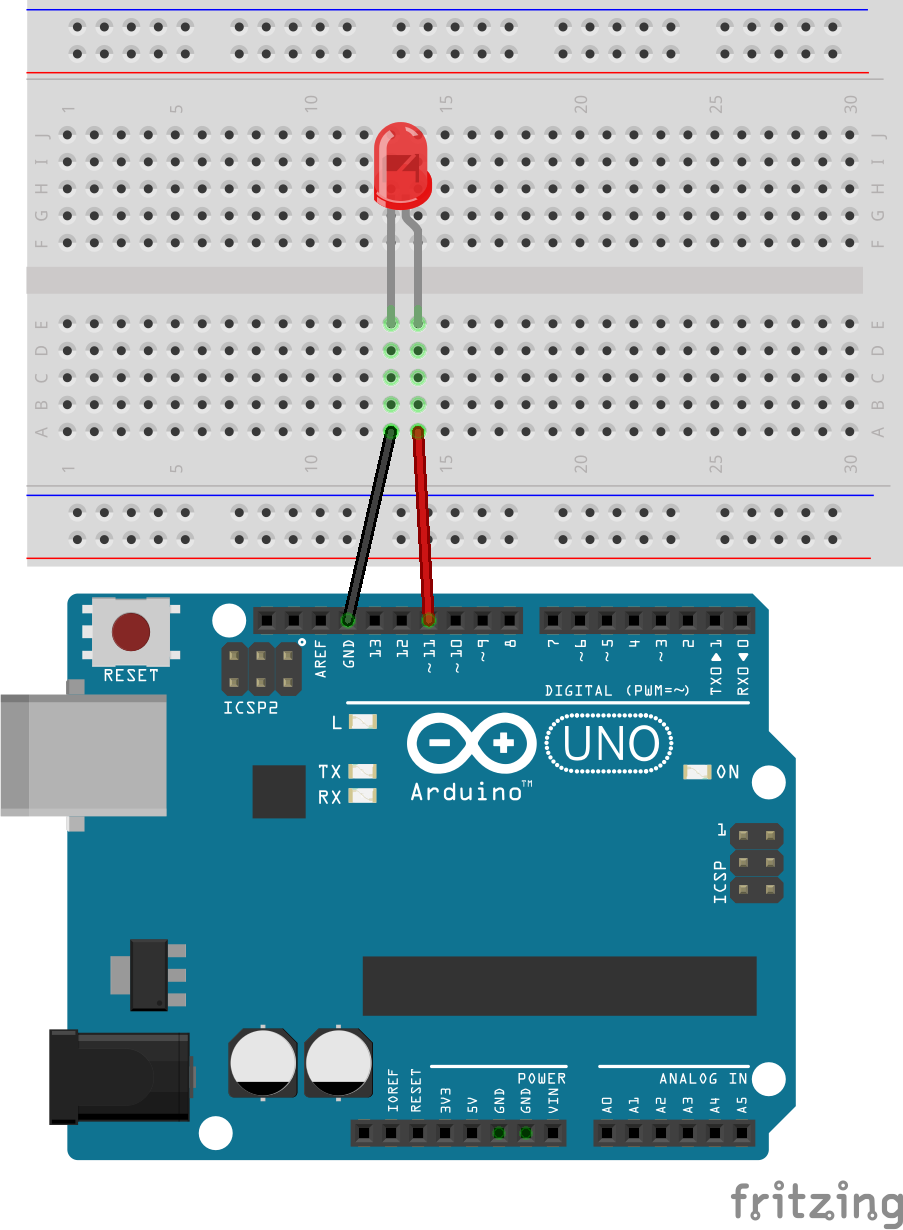 1 5 10 15 20 25 30
J J
I I
H H
G G
F F
E E
D D
C C
B B
A A
1 5 10 15 20 25 30
RESET
ICSP2
AREF GND 13 12 ~11 ~10 ~9 8 7 ~6 ~5 4 ~3 2 TX0▶1 RX0◀0
DIGITAL (PWM=~)
L
UNO
TX
RX
ON
Arduino™
1
ICSP
POWER
ANALOG IN
IOREF RESET 3V3 5V GND GND VIN A0 A1 A2 A3 A4 A5
fritzing